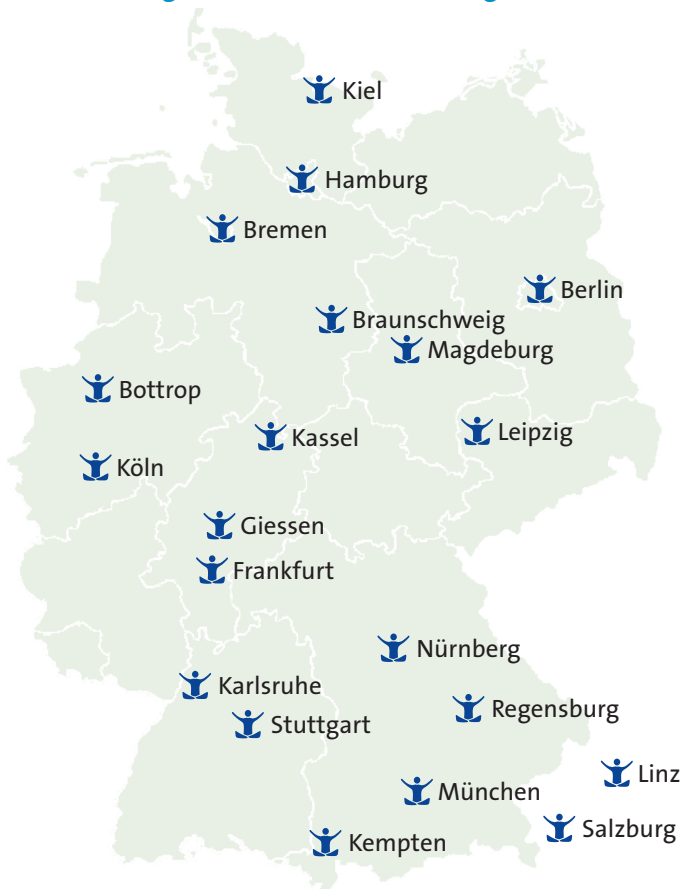 Kiel
Hamburg
Bremen
Berlin
Braunschweig
Magdeburg
Bottrop
Leipzig
Kassel
Köln
Giessen
Frankfurt
Nürnberg
Karlsruhe
Regensburg
Stuttgart
Linz
München
Salzburg
Kempten